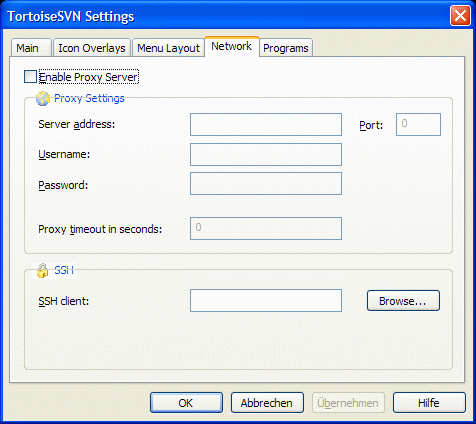 TortoiseSVN Settings
Main Icon Overlays Menu Layout Network Programs
Enable Proxy Server
Proxy Settings
Server address: Port: 0
Username:
Password:
Proxy timeout in seconds: 0
SSH
SSH client: Browse...
OK Abbrechen Übernehmen Hilfe